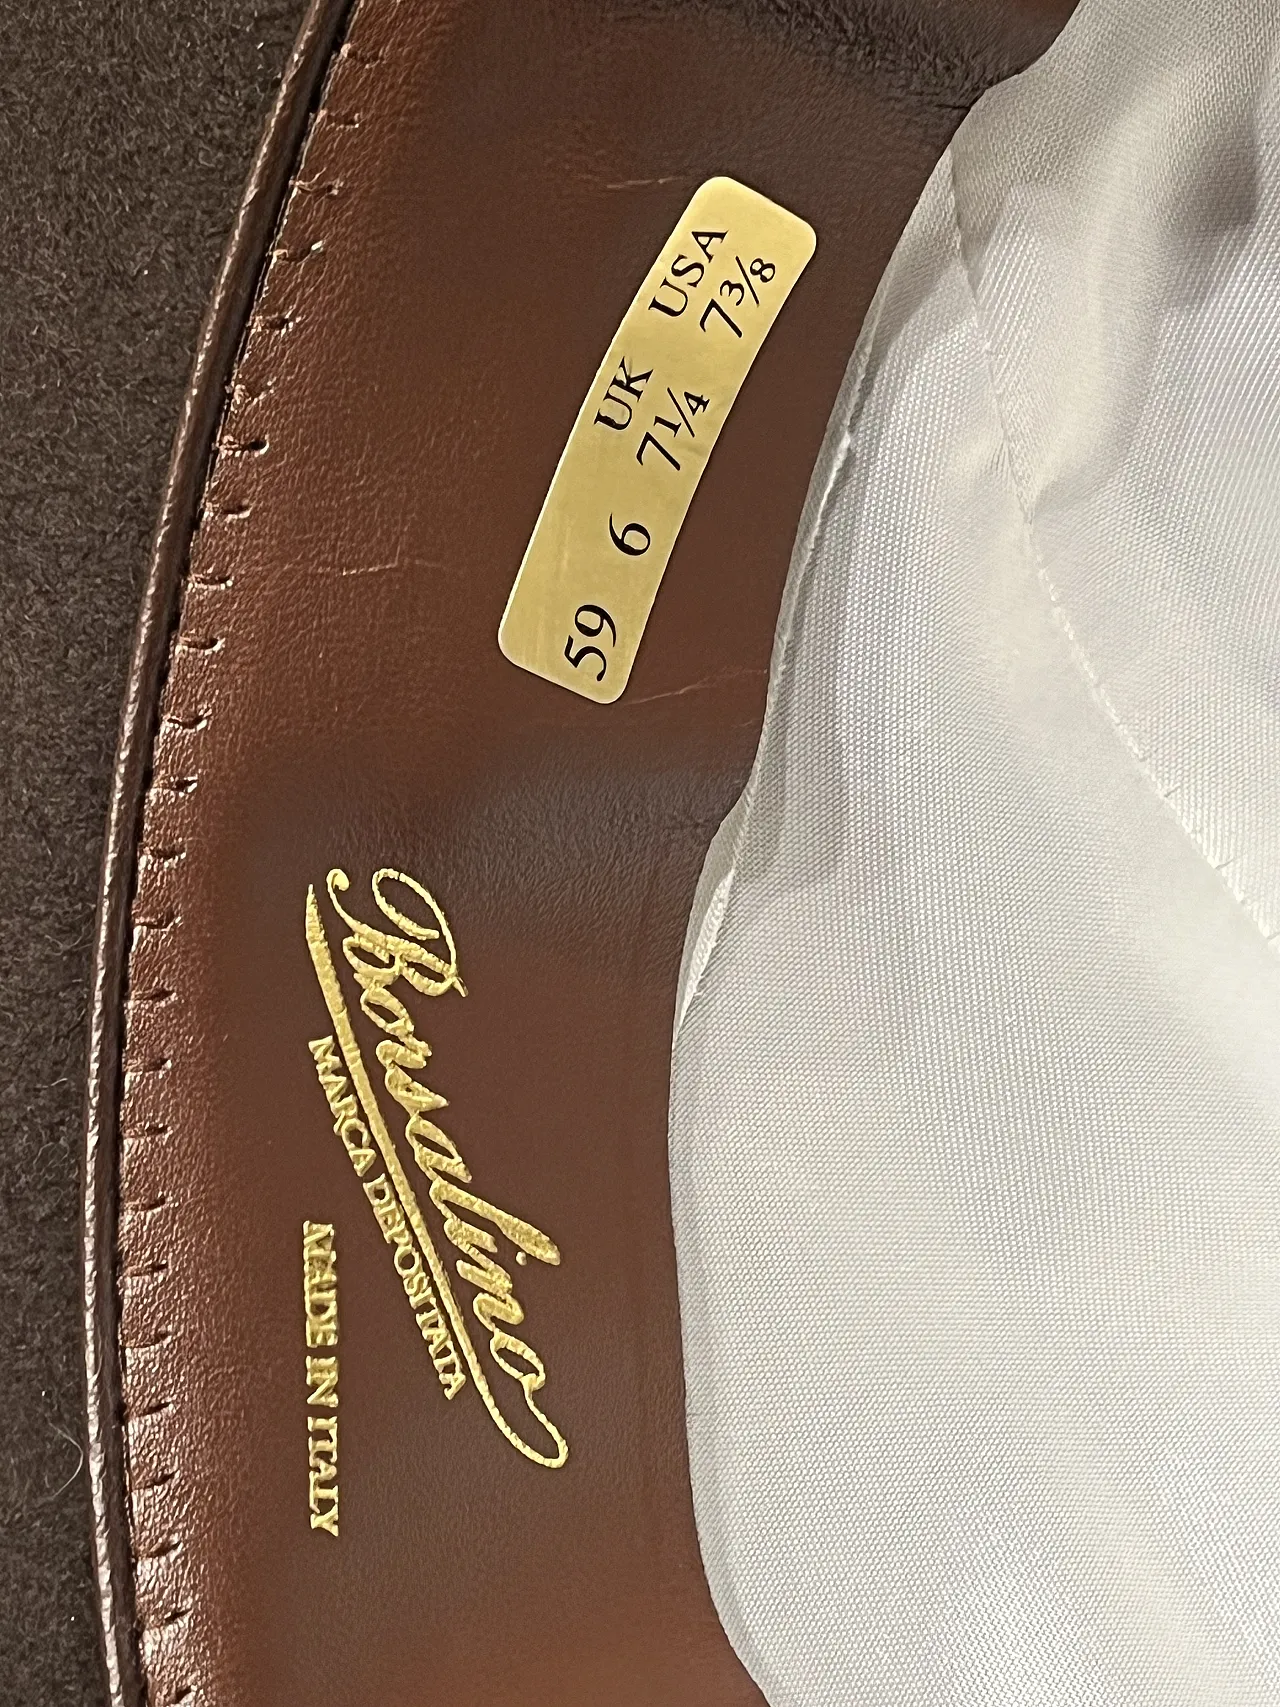 59 6 UK USA
7¼ 7⅜
Borsalino
MARCA DEPOSITATA
MADE IN ITALY